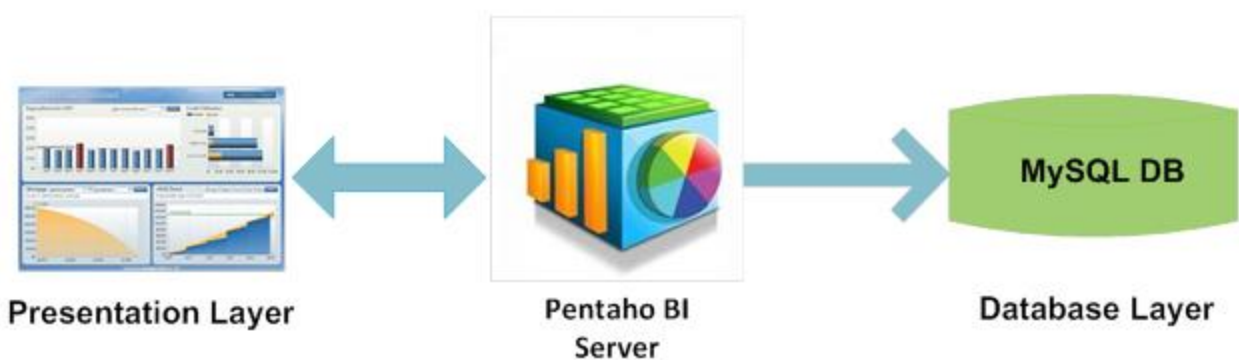 MySQL DB
Presentation Layer
Pentaho BI
Server
Database Layer